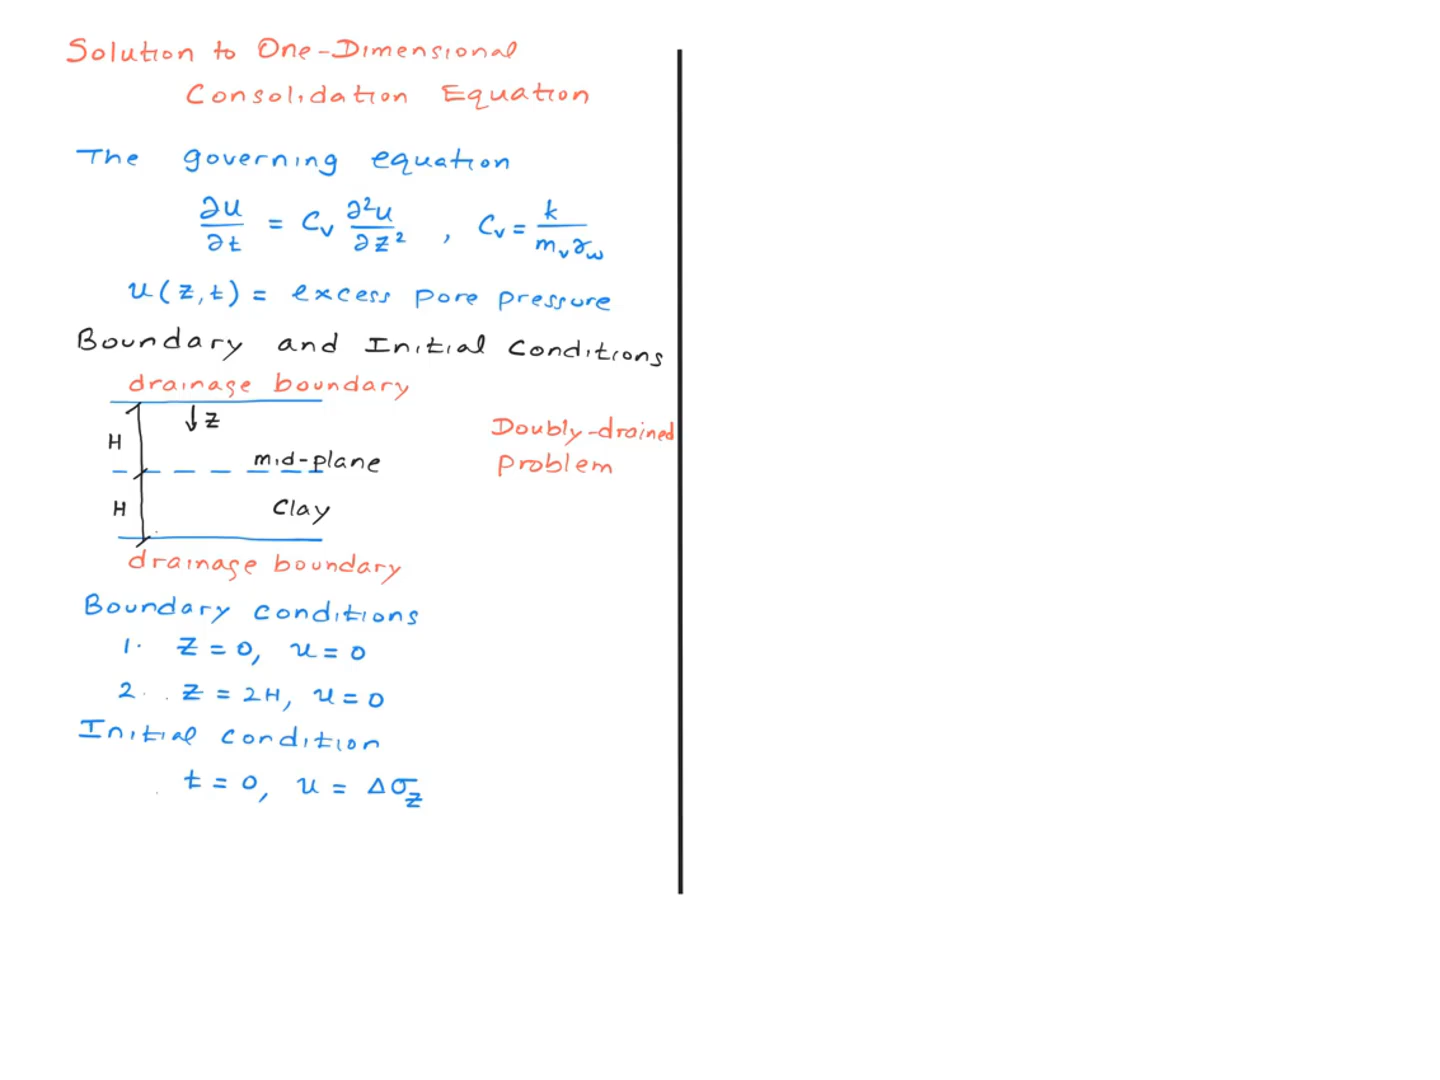 Solution to One-Dimensional
Consolidation Equation
The governing equation
∂u/∂t = Cv ∂²u/∂z² , Cv = k/(mvγw)
u(z,t) = excess pore pressure
Boundary and Initial Conditions
drainage boundary
↓z
H
Doubly-drained
problem
mid-plane
H
Clay
drainage boundary
Boundary conditions
1. z = 0, u = 0
2. z = 2H, u = 0
Initial condition
t = 0, u = Δσz